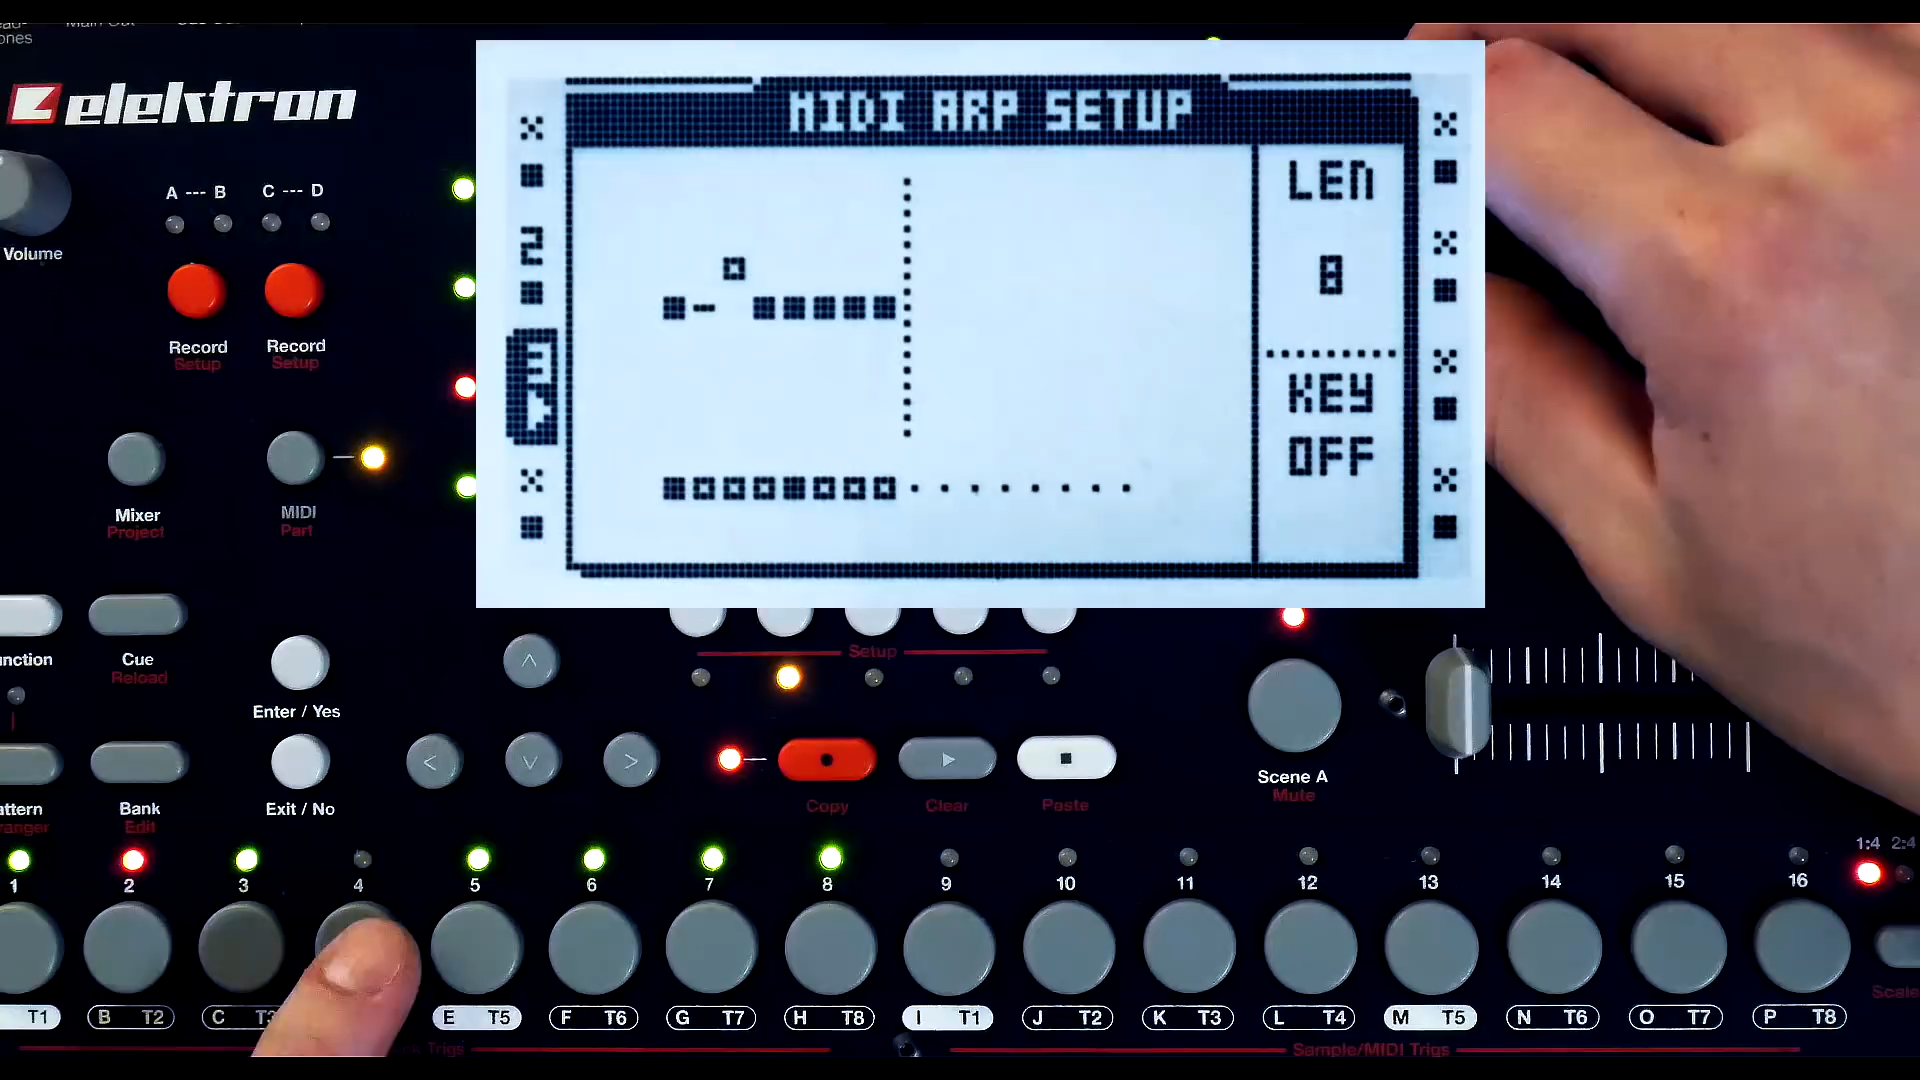 ones
elektron
MIDI ARP SETUP
LEN
8
KEY
OFF
2
3
A --- B
C --- D
Volume
Record
Setup
Record
Setup
Mixer
Project
MIDI
Part
Cue
Reload
Enter / Yes
Exit / No
Bank
Edit
Setup
Copy
Clear
Paste
Scene A
Mute
1:4 2:4
1 2 3 4 5 6 7 8 9 10 11 12 13 14 15 16
T1
B T2
C
E T5
F T6
G T7
H T8
I T1
J T2
K T3
L T4
M T5
N T6
O T7
P T8
Trigs
Sample/MIDI Trigs
Scale